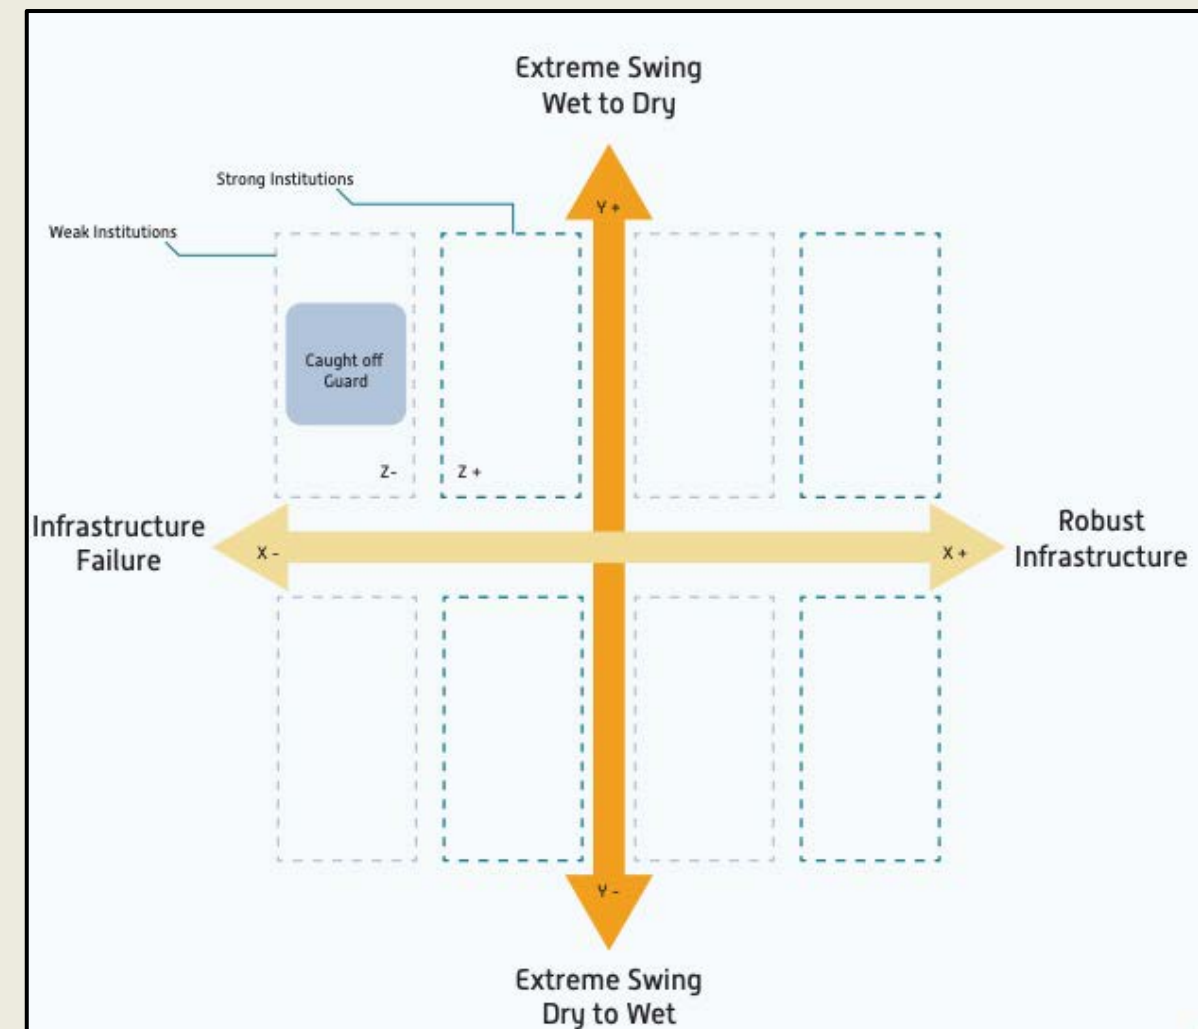 Extreme Swing
Wet to Dry
Strong Institutions
Weak Institutions
Y +
Caught off
Guard
Z-
Z +
Infrastructure
Failure
X -
X +
Robust
Infrastructure
Y -
Extreme Swing
Dry to Wet